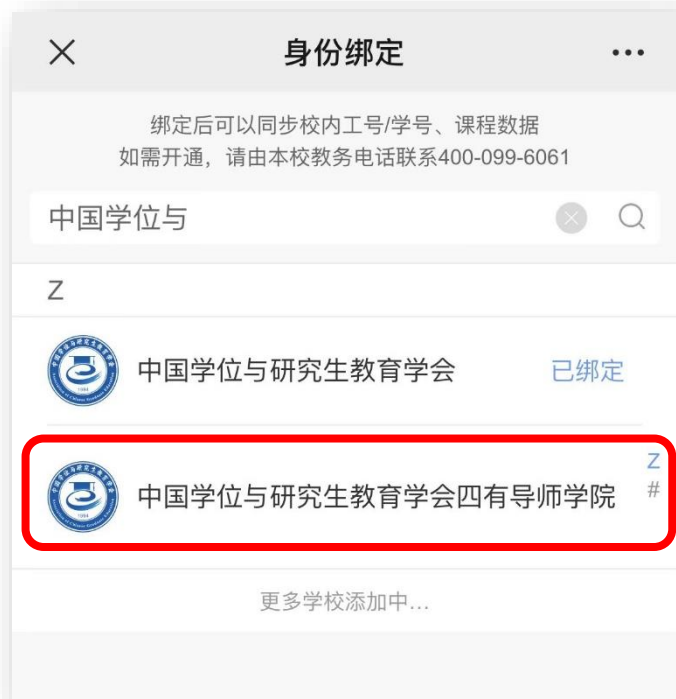 身份绑定
绑定后可以同步校内工号/学号、课程数据
如需开通，请由本校教务电话联系400-099-6061
中国学位与
Z
中国学位与研究生教育学会
已绑定
Z
#
中国学位与研究生教育学会四有导师学院
更多学校添加中...